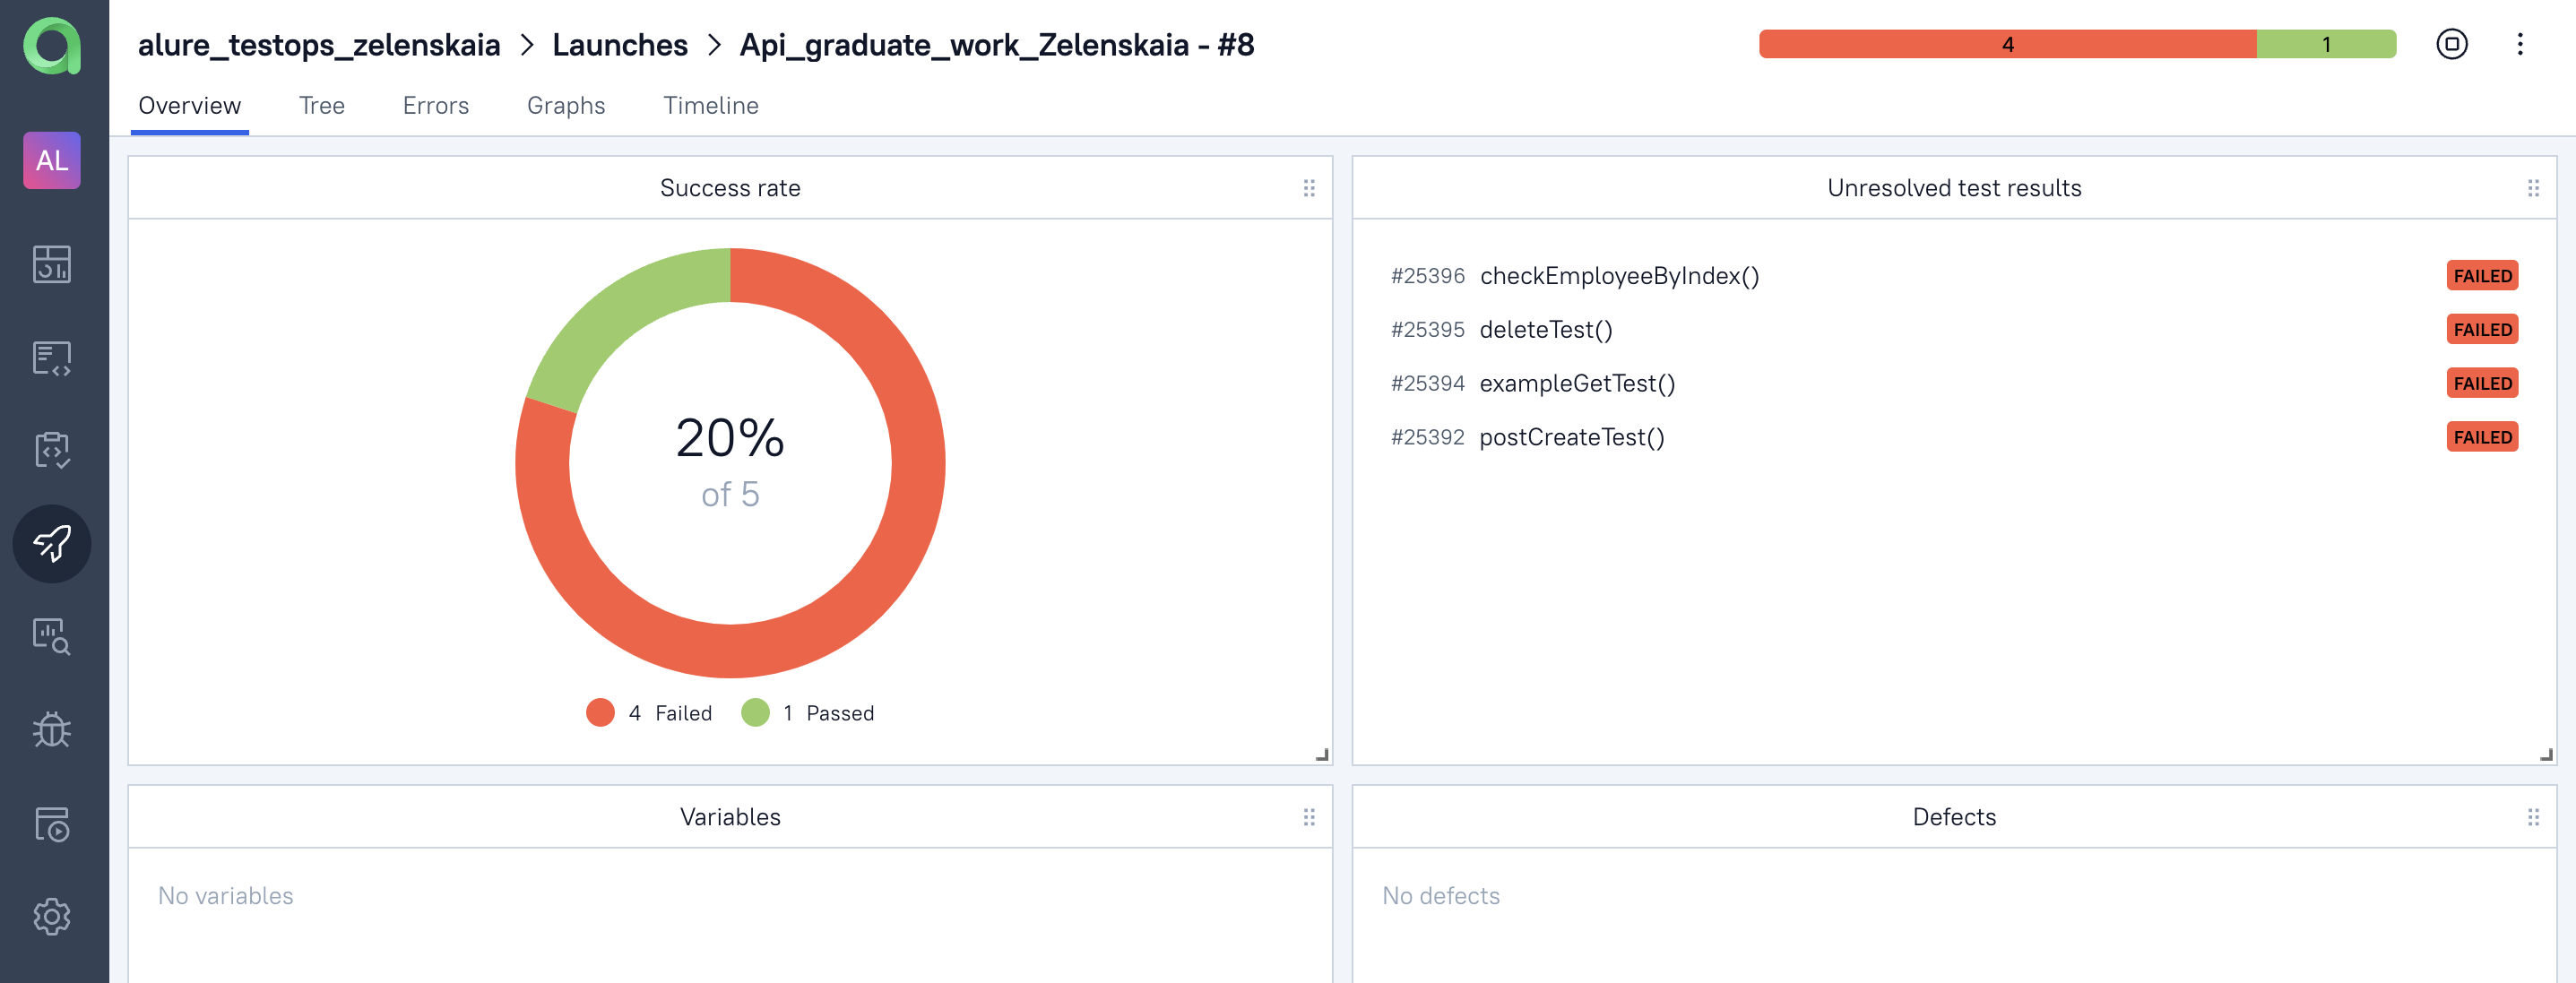 alure_testops_zelenskaia > Launches > Api_graduate_work_Zelenskaia - #8
4 1
AL
Overview Tree Errors Graphs Timeline
Success rate
20%
of 5
4 Failed 1 Passed
Unresolved test results
#25396 checkEmployeeByIndex() FAILED
#25395 deleteTest() FAILED
#25394 exampleGetTest() FAILED
#25392 postCreateTest() FAILED
Variables
No variables
Defects
No defects